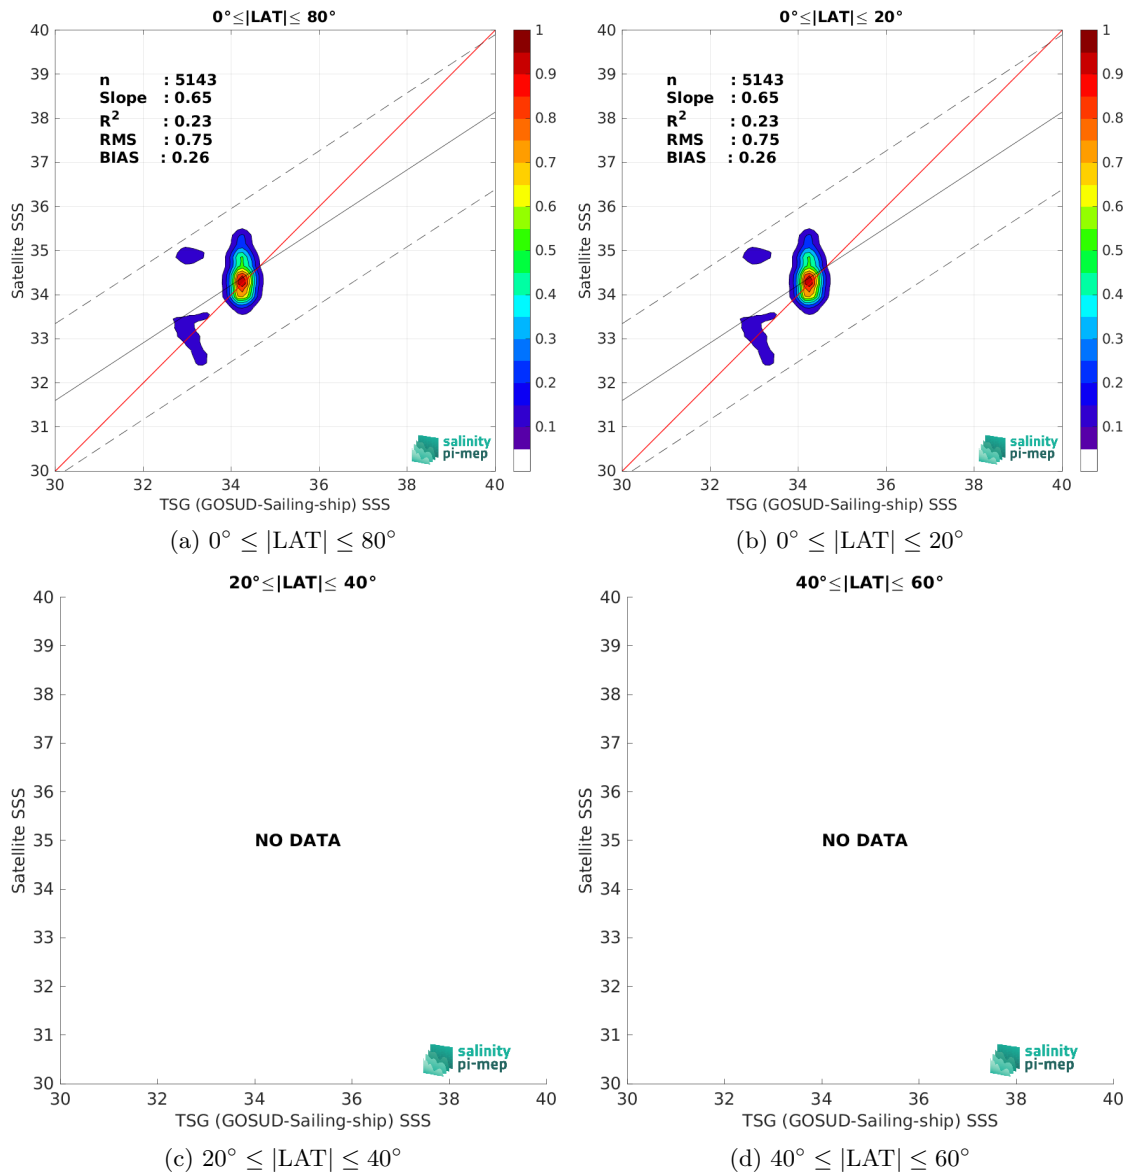 0°≤|LAT|≤ 80°
40
39
38
37
36
35
34
33
32
31
30
Satellite SSS
n : 5143
Slope : 0.65
R² : 0.23
RMS : 0.75
BIAS : 0.26
salinity
pi-mep
30 32 34 36 38 40
TSG (GOSUD-Sailing-ship) SSS
1
0.9
0.8
0.7
0.6
0.5
0.4
0.3
0.2
0.1
(a) 0° ≤ |LAT| ≤ 80°
0°≤|LAT|≤ 20°
40
39
38
37
36
35
34
33
32
31
30
Satellite SSS
n : 5143
Slope : 0.65
R² : 0.23
RMS : 0.75
BIAS : 0.26
salinity
pi-mep
30 32 34 36 38 40
TSG (GOSUD-Sailing-ship) SSS
1
0.9
0.8
0.7
0.6
0.5
0.4
0.3
0.2
0.1
(b) 0° ≤ |LAT| ≤ 20°
20°≤|LAT|≤ 40°
40
39
38
37
36
35
34
33
32
31
30
Satellite SSS
NO DATA
salinity
pi-mep
30 32 34 36 38 40
TSG (GOSUD-Sailing-ship) SSS
(c) 20° ≤ |LAT| ≤ 40°
40°≤|LAT|≤ 60°
40
39
38
37
36
35
34
33
32
31
30
Satellite SSS
NO DATA
salinity
pi-mep
30 32 34 36 38 40
TSG (GOSUD-Sailing-ship) SSS
(d) 40° ≤ |LAT| ≤ 60°